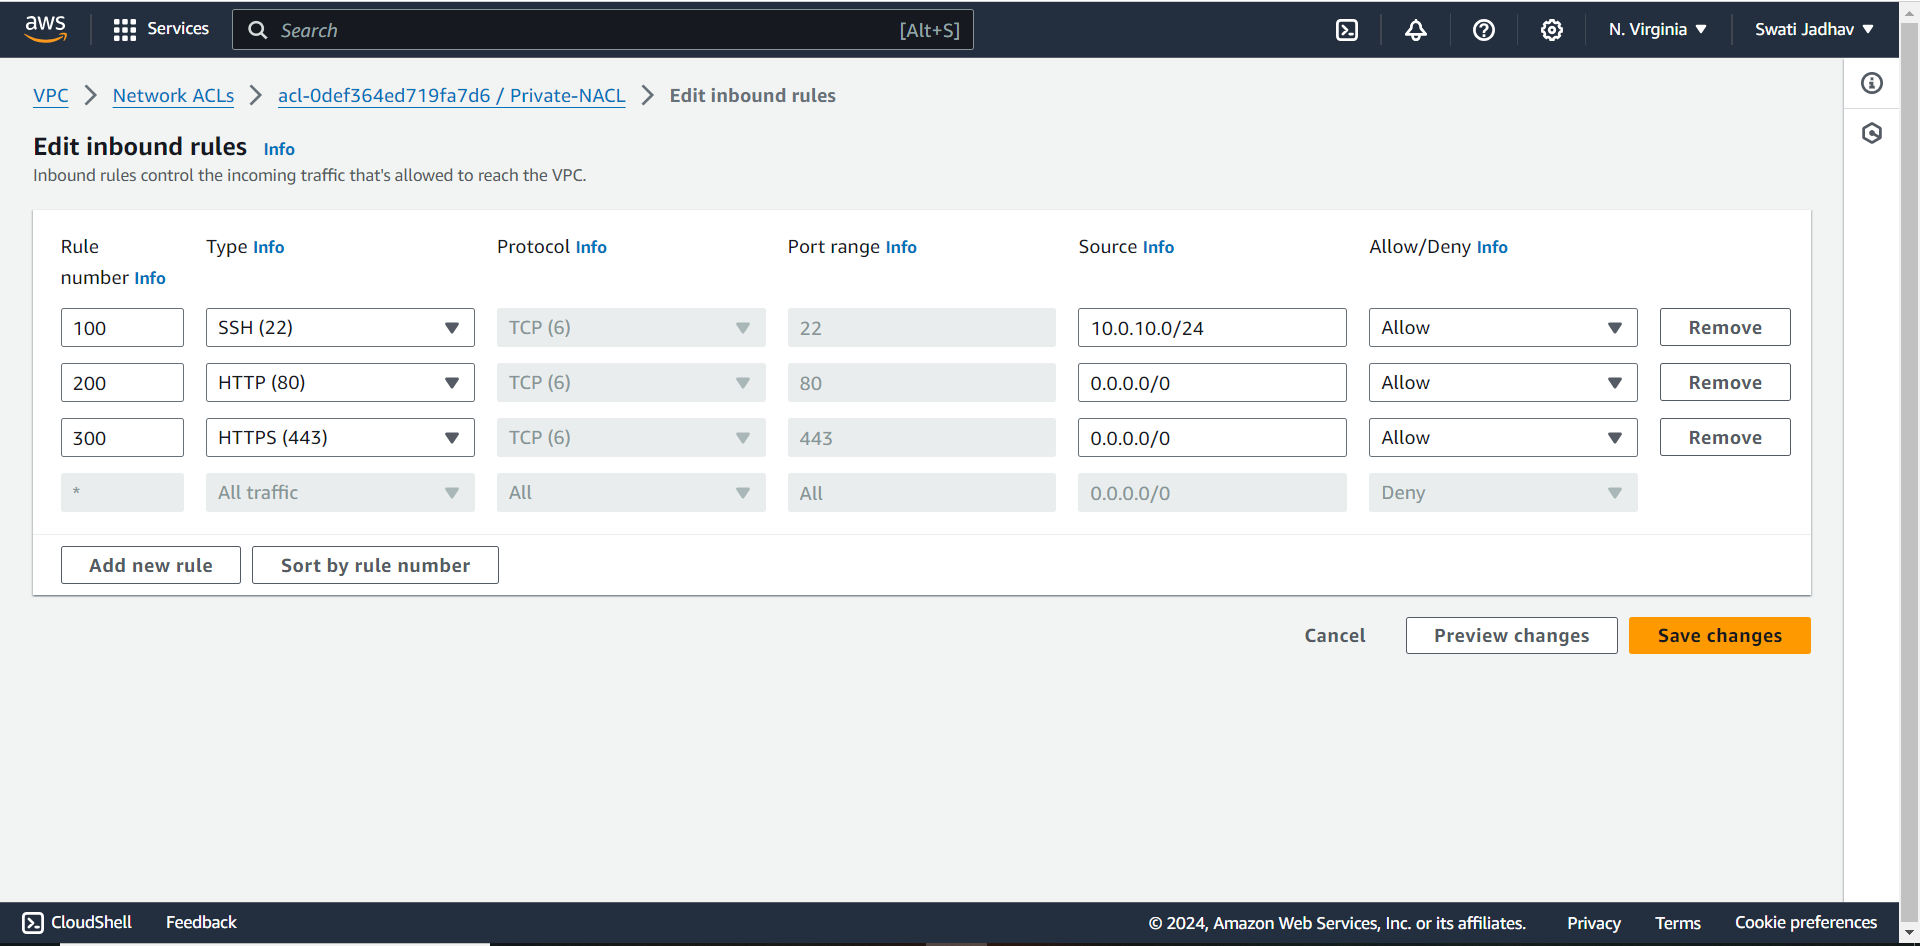 aws Services Search [Alt+S] N. Virginia Swati Jadhav
VPC Network ACLs acl-0def364ed719fa7d6 / Private-NACL Edit inbound rules
Edit inbound rules Info
Inbound rules control the incoming traffic that's allowed to reach the VPC.
Rule Type Info Protocol Info Port range Info Source Info Allow/Deny Info
number Info
100 SSH (22) TCP (6) 22 10.0.10.0/24 Allow Remove
200 HTTP (80) TCP (6) 80 0.0.0.0/0 Allow Remove
300 HTTPS (443) TCP (6) 443 0.0.0.0/0 Allow Remove
* All traffic All All 0.0.0.0/0 Deny
Add new rule Sort by rule number
Cancel Preview changes Save changes
CloudShell Feedback © 2024, Amazon Web Services, Inc. or its affiliates. Privacy Terms Cookie preferences